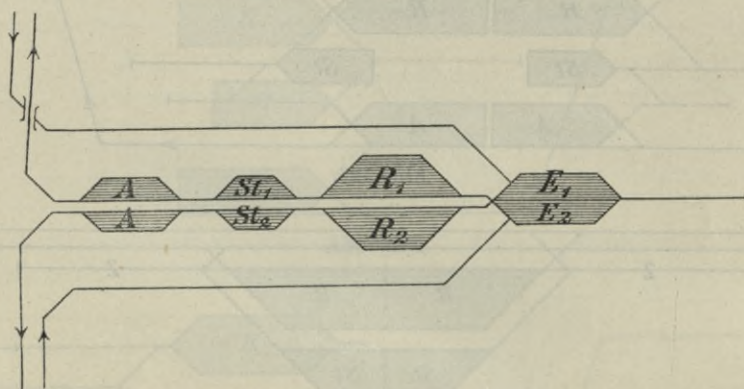 A St₁ R₁ E₁
A St₂ R₂ E₂